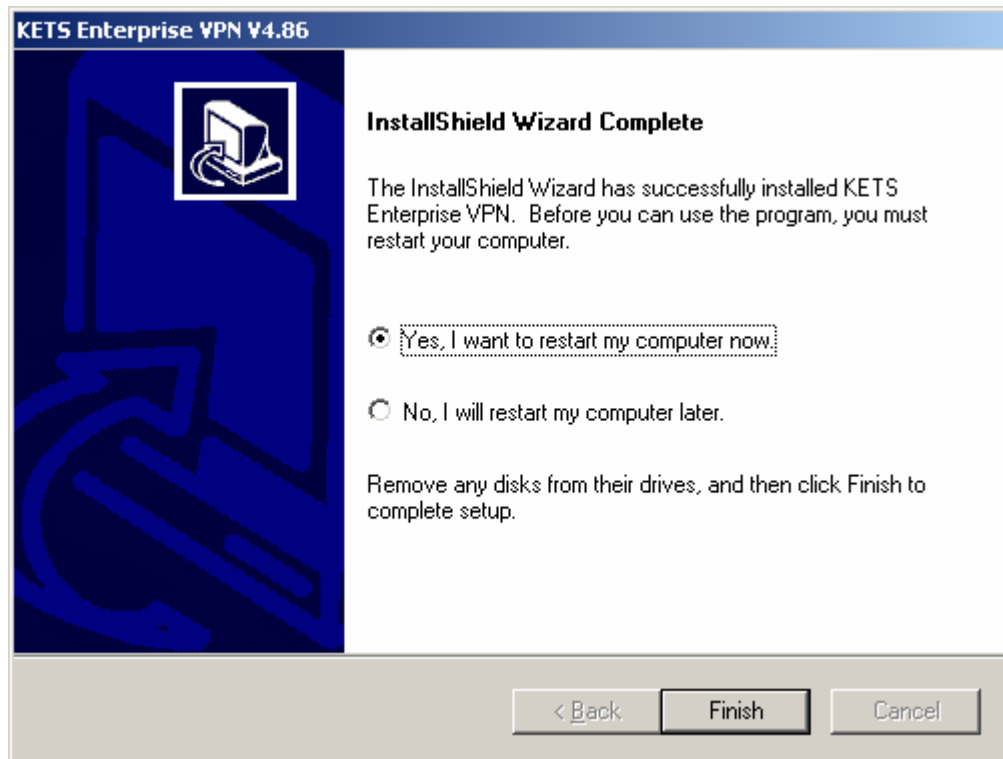 KETS Enterprise VPN V4.86
InstallShield Wizard Complete
The InstallShield Wizard has successfully installed KETS
Enterprise VPN.  Before you can use the program, you must
restart your computer.
Yes, I want to restart my computer now.
No, I will restart my computer later.
Remove any disks from their drives, and then click Finish to
complete setup.
< Back
Finish
Cancel